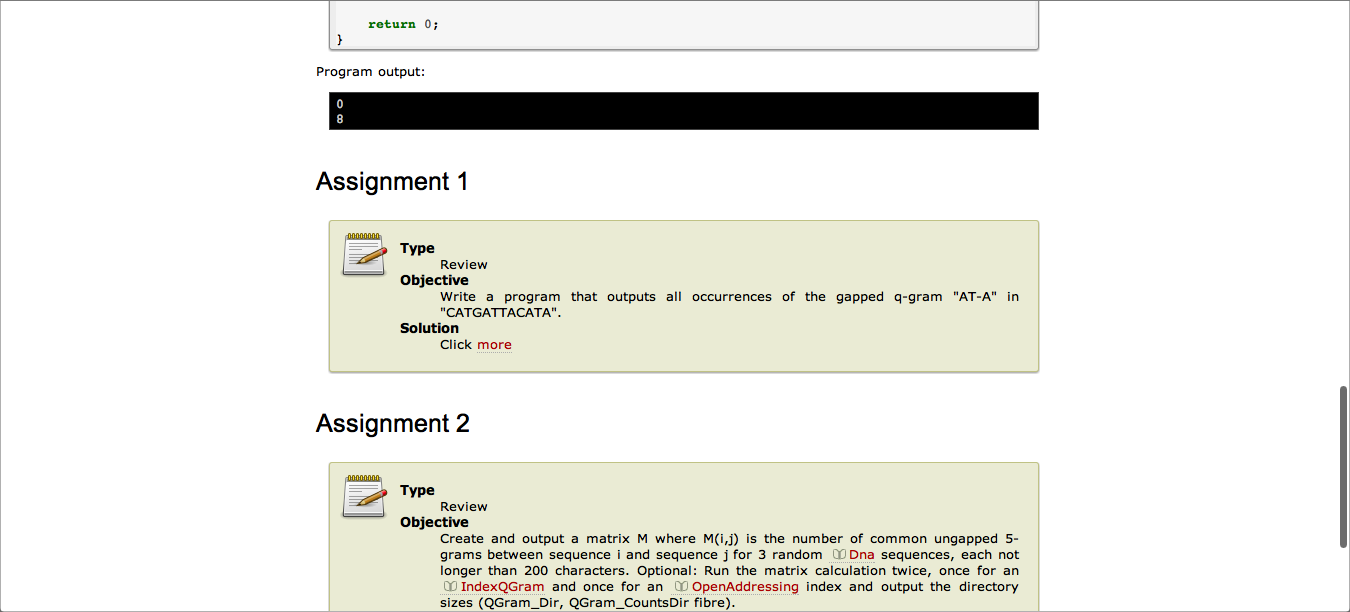 return 0;
}
Program output:
0
8
Assignment 1
Type
Review
Objective
Write a program that outputs all occurrences of the gapped q-gram "AT-A" in
"CATGATTACATA".
Solution
Click more
Assignment 2
Type
Review
Objective
Create and output a matrix M where M(i,j) is the number of common ungapped 5-
grams between sequence i and sequence j for 3 random Dna sequences, each not
longer than 200 characters. Optional: Run the matrix calculation twice, once for an
IndexQGram and once for an OpenAddressing index and output the directory
sizes (QGram_Dir, QGram_CountsDir fibre).